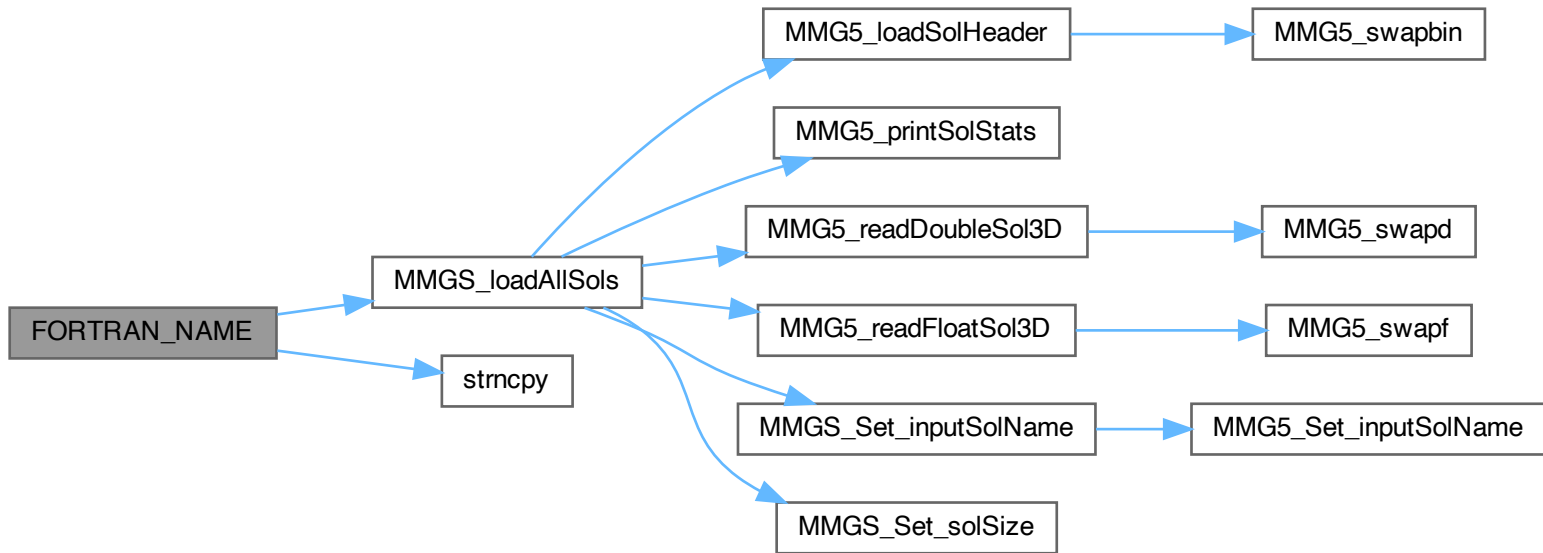 MMG5_loadSolHeader
MMG5_swapbin
MMG5_printSolStats
MMG5_readDoubleSol3D
MMG5_swapd
MMGS_loadAllSols
FORTRAN_NAME
MMG5_readFloatSol3D
MMG5_swapf
strncpy
MMGS_Set_inputSolName
MMG5_Set_inputSolName
MMGS_Set_solSize